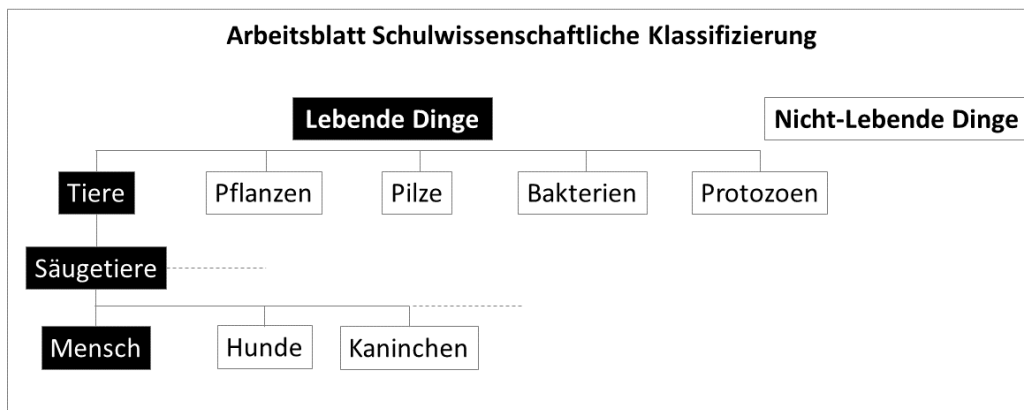 Arbeitsblatt Schulwissenschaftliche Klassifizierung
Lebende Dinge
Nicht-Lebende Dinge
Tiere
Pflanzen
Pilze
Bakterien
Protozoen
Säugetiere
Mensch
Hunde
Kaninchen